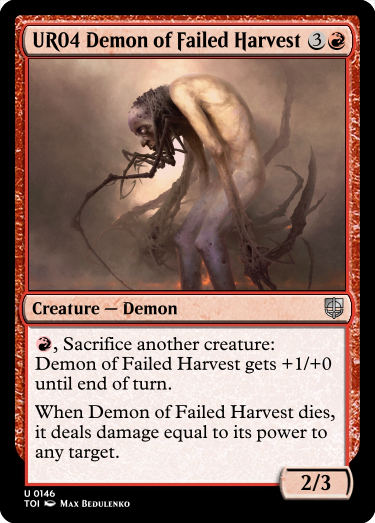 UR04 Demon of Failed Harvest 3
Creature — Demon
, Sacrifice another creature:
Demon of Failed Harvest gets +1/+0
until end of turn.
When Demon of Failed Harvest dies,
it deals damage equal to its power to
any target.
2/3
U 0146
TOI Max Bedulenko